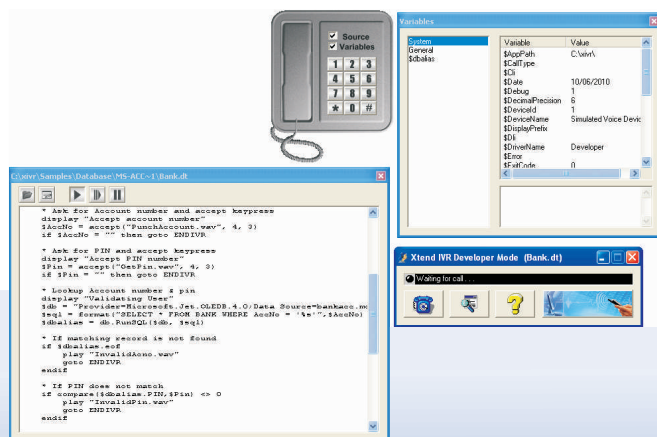 Source
Variables
1 2 3
4 5 6
7 8 9
* 0 #
Variables
System
General
$dbalias
Variable Value
$AppPath C:\xivr\
$CallType
$Cli
$Date 10/06/2010
$Debug 1
$DecimalPrecision 6
$DeviceId 1
$DeviceName Simulated Voice Devic
$DisplayPrefix
$Dli
$DriverName Developer
$Error
$ExitCode 0
C:\xivr\Samples\Database\MS-ACC~1\Bank.dt
* Ask for Account number and accept keypress
display "Accept account number"
$AccNo = accept("PunchAccount.wav", 4, 3)
if $AccNo = "" then goto ENDIVR
* Ask for PIN and accept keypress
display "Accept PIN number"
$Pin = accept("GetPin.wav", 4, 3)
if $Pin = "" then goto ENDIVR
* Lookup Account number & pin
display "Validating User"
$db = "Provider=Microsoft.Jet.OLEDB.4.0;Data Source=bankacc.md
$sql = format("SELECT * FROM BANK WHERE AccNo = '%s'",$AccNo)
$dbalias = db.RunSQL($db, $sql)
* If matching record is not found
if $dbalias.eof
play "InvalidAcno.wav"
goto ENDIVR
endif
* If PIN does not match
if compare($dbalias.PIN,$Pin) <> 0
play "InvalidPin.wav"
goto ENDIVR
endif
Xtend IVR Developer Mode (Bank.dt)
Waiting for call . . .